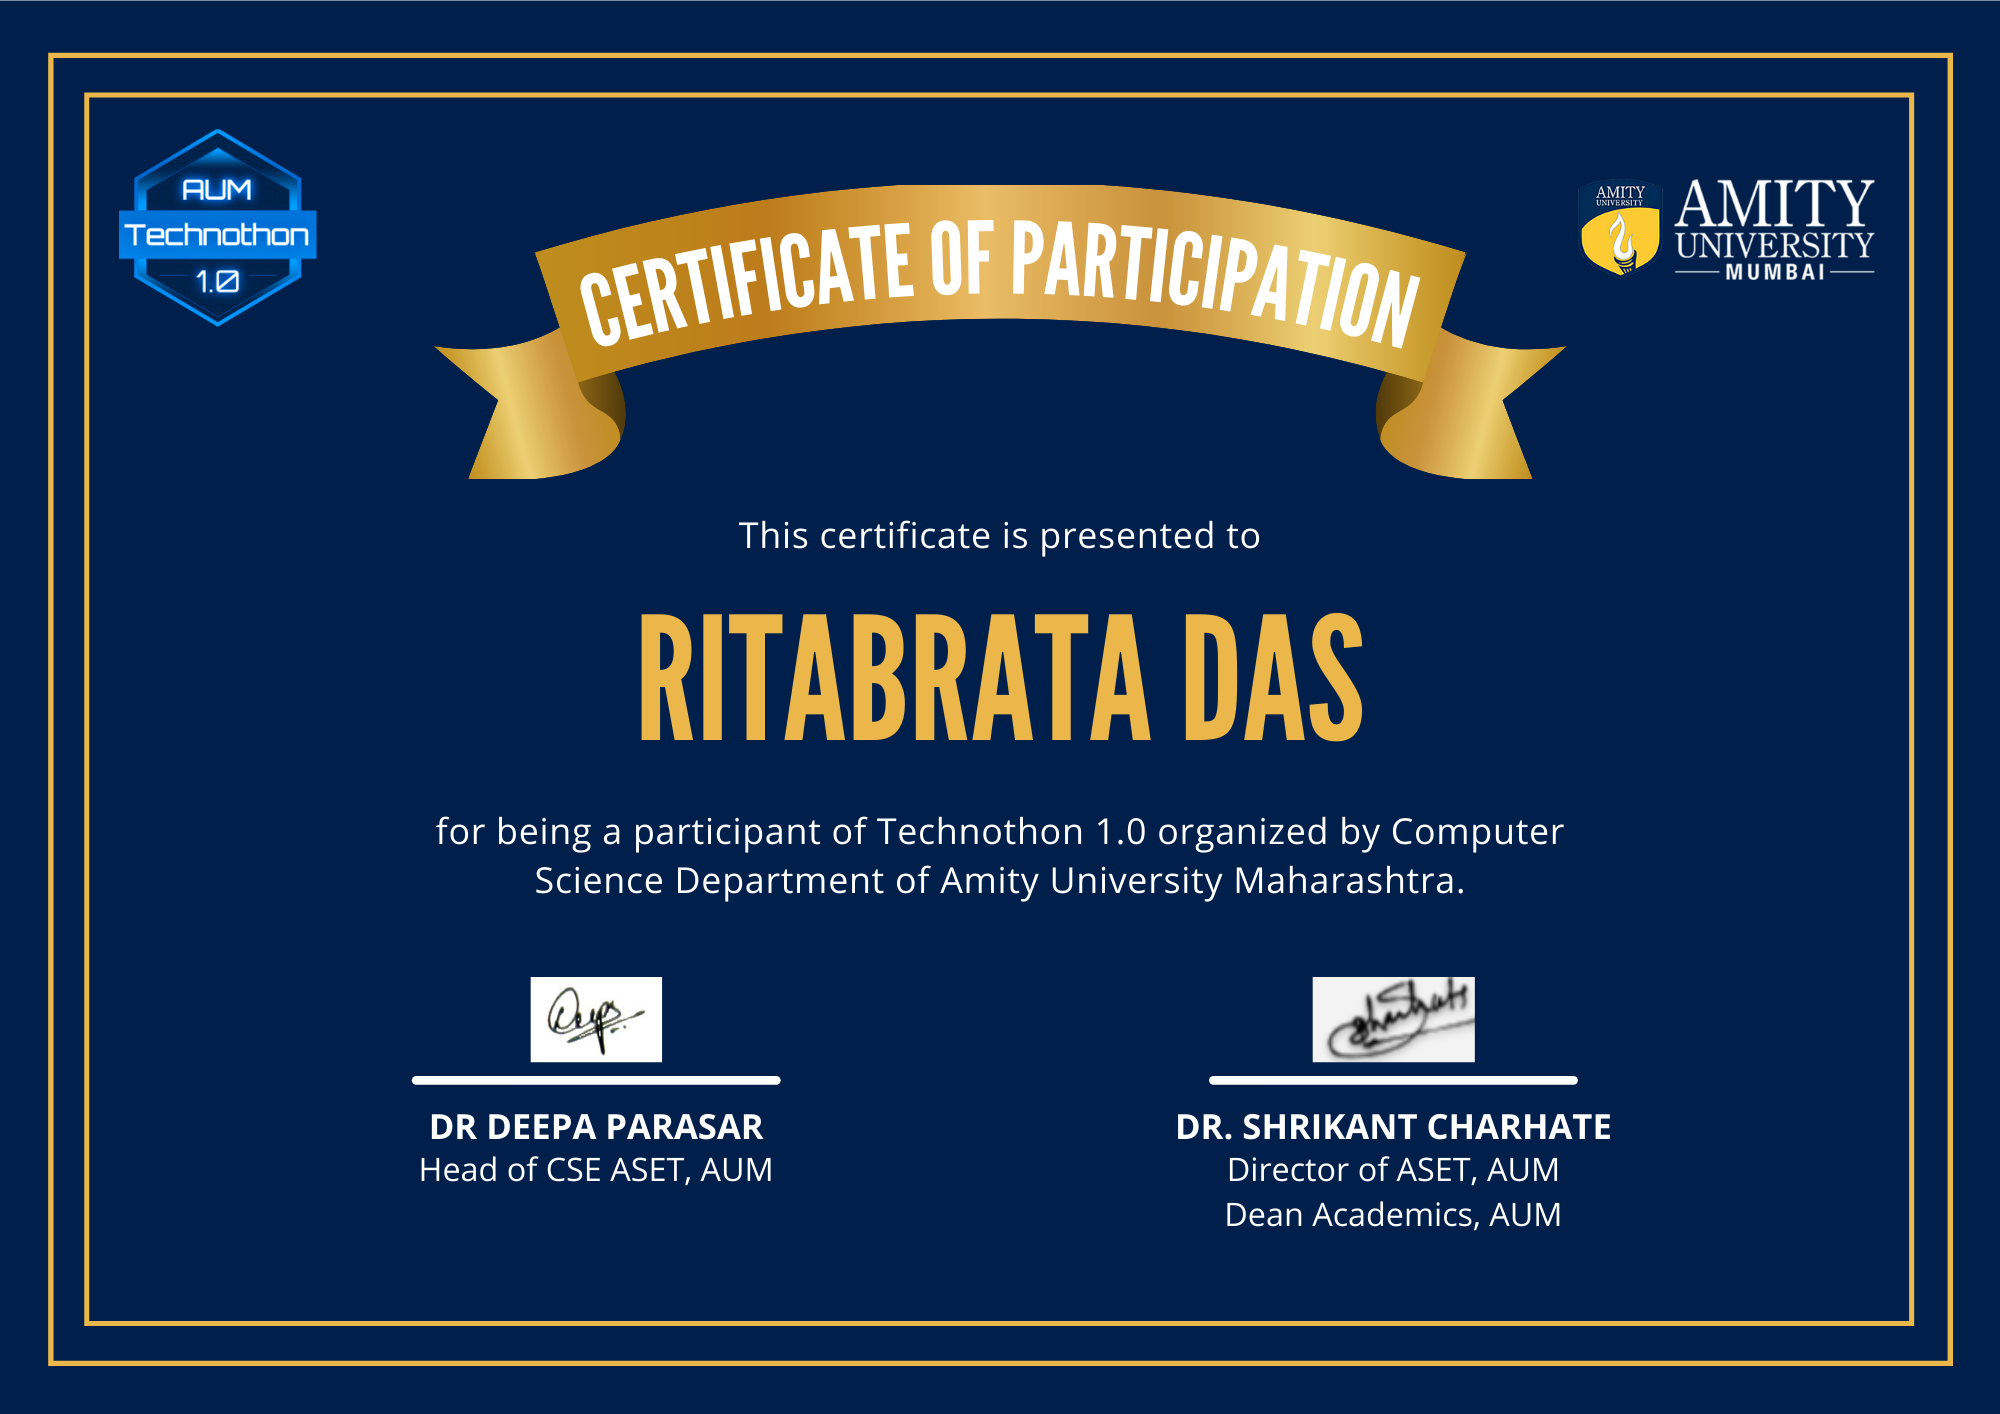 AUM
Technothon
1.0
AMITY
UNIVERSITY
AMITY
UNIVERSITY
MUMBAI
CERTIFICATE OF PARTICIPATION
This certificate is presented to
RITABRATA DAS
for being a participant of Technothon 1.0 organized by Computer
Science Department of Amity University Maharashtra.
Deepa
DR DEEPA PARASAR
Head of CSE ASET, AUM
DR. SHRIKANT CHARHATE
Director of ASET, AUM
Dean Academics, AUM